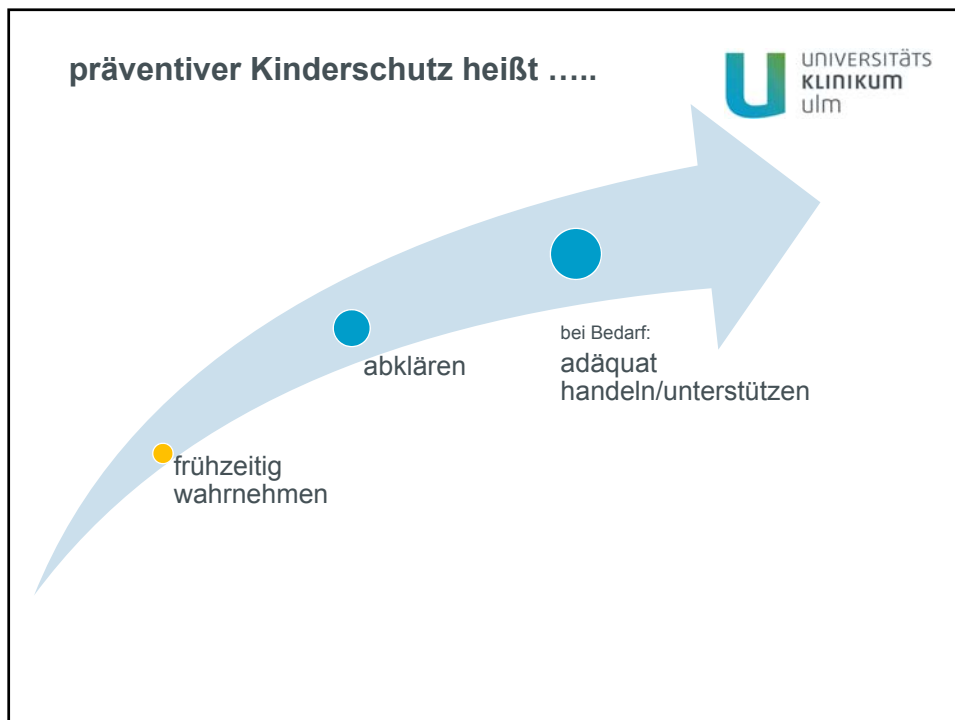 präventiver Kinderschutz heißt …..
UNIVERSITÄTS
KLINIKUM
ulm
bei Bedarf:
adäquat
handeln/unterstützen
abklären
frühzeitig
wahrnehmen